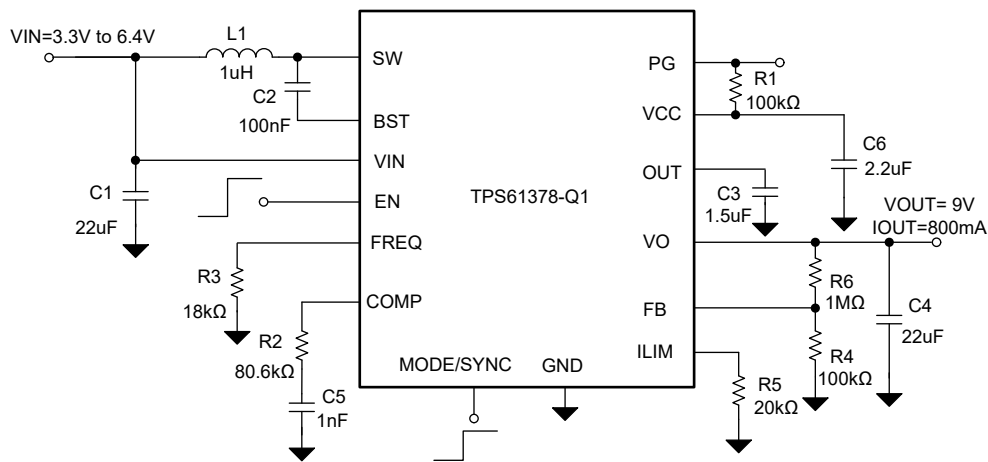 VIN=3.3V to 6.4V
L1
1uH
C2
100nF
C1
22uF
R3
18kΩ
R2
80.6kΩ
C5
1nF
SW
BST
VIN
EN
FREQ
COMP
MODE/SYNC
GND
TPS61378-Q1
PG
VCC
OUT
VO
FB
ILIM
R1
100kΩ
C6
2.2uF
C3
1.5uF
VOUT= 9V
IOUT=800mA
R6
1MΩ
C4
22uF
R4
100kΩ
R5
20kΩ